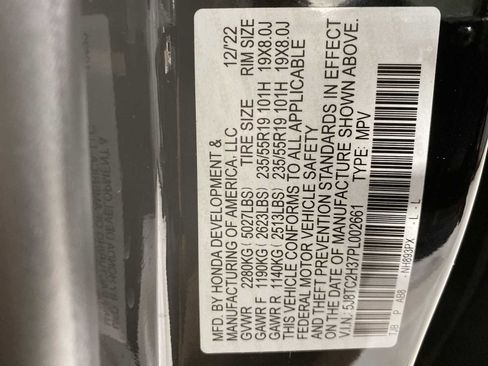 MFD. BY HONDA DEVELOPMENT &
MANUFACTURING OF AMERICA, LLC 12/22
GVWR 2280KG (5027LBS) TIRE SIZE RIM SIZE
GAWR F 1190KG (2623LBS) 235/55R19 101H 19X8.0J
GAWR R 1140KG (2513LBS) 235/55R19 101H 19X8.0J
THIS VEHICLE CONFORMS TO ALL APPLICABLE
FEDERAL MOTOR VEHICLE SAFETY AND
THEFT PREVENTION STANDARDS IN EFFECT
ON THE DATE OF MANUFACTURE SHOWN ABOVE.
V.I.N. 5J8TC2H37PL002661 TYPE: MPV
TJB P AB0 NH893PX - L - L